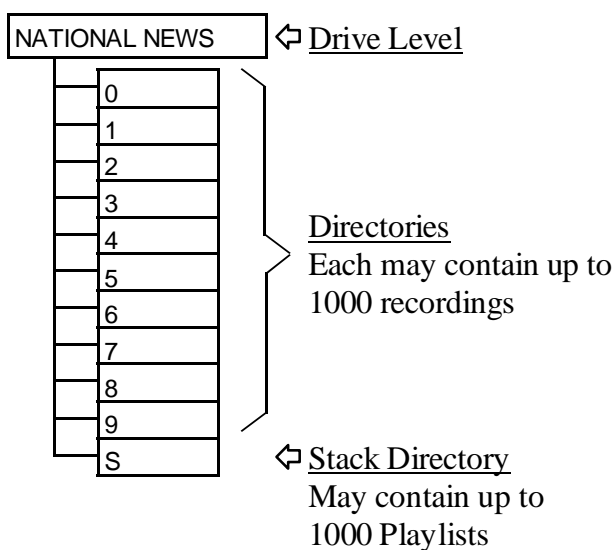 NATIONAL NEWS
Drive Level
0
1
2
3
4
5
6
7
8
9
S
Directories
Each may contain up to
1000 recordings
Stack Directory
May contain up to
1000 Playlists